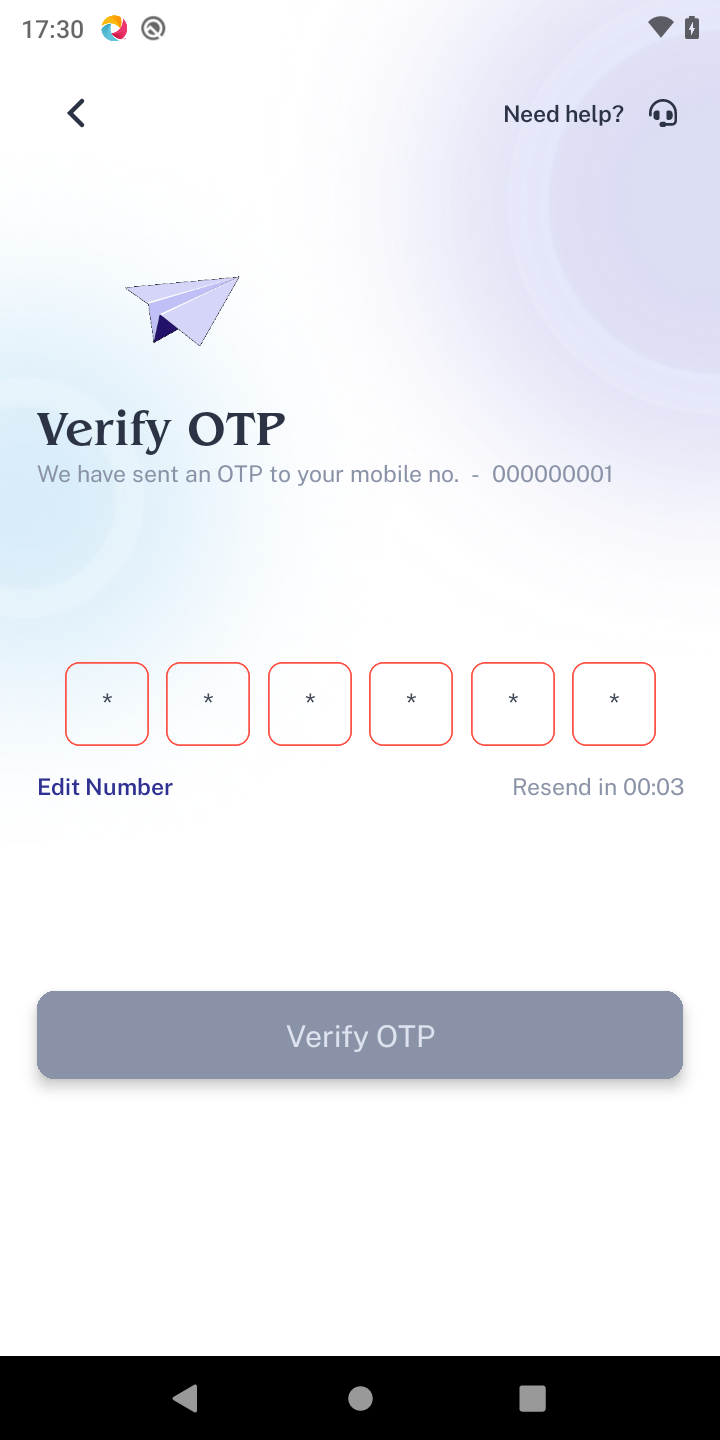 17:30
Need help?
Verify OTP
We have sent an OTP to your mobile no. - 000000001
* * * * * *
Edit Number
Resend in 00:03
Verify OTP